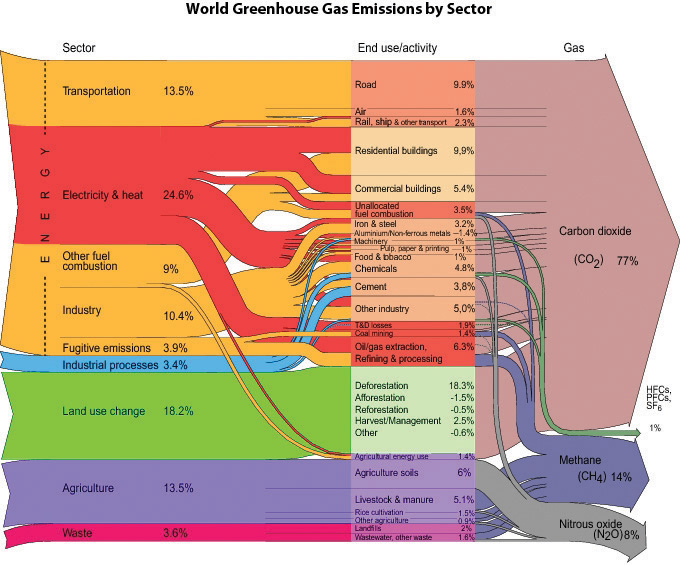 World Greenhouse Gas Emissions by Sector
Sector
End use/activity
Gas
ENERGY
Transportation 13.5%
Electricity & heat 24.6%
Other fuel
combustion 9%
Industry 10.4%
Fugitive emissions 3.9%
Industrial processes 3.4%
Land use change 18.2%
Agriculture 13.5%
Waste 3.6%
Road 9.9%
Air 1.6%
Rail, ship & other transport 2.3%
Residential buildings 9,9%
Commercial buildings 5.4%
Unallocated
fuel combustion 3.5%
Iron & steel 3.2%
Aluminum/Non-ferrous metals –1.4%
Machinery 1%
Pulp, paper & printing – 1%
Food & tobacco 1%
Chemicals 4.8%
Cement 3,8%
Other industry 5,0%
T&D losses 1,9%
Coal mining 1.4%
Oil/gas extraction, 6.3%
Refining & processing
Deforestation 18.3%
Afforestation -1.5%
Reforestation -0.5%
Harvest/Management 2.5%
Other -0.6%
Agricultural energy use 1.4%
Agriculture soils 6%
Livestock & manure 5.1%
Rice cultivation 1.5%
Other agriculture 0.9%
Landfills 2%
Wastewater, other waste 1.6%
Carbon dioxide
(CO2) 77%
HFCs,
PFCs,
SF6
1%
Methane
(CH4) 14%
Nitrous oxide
(N2O) 8%